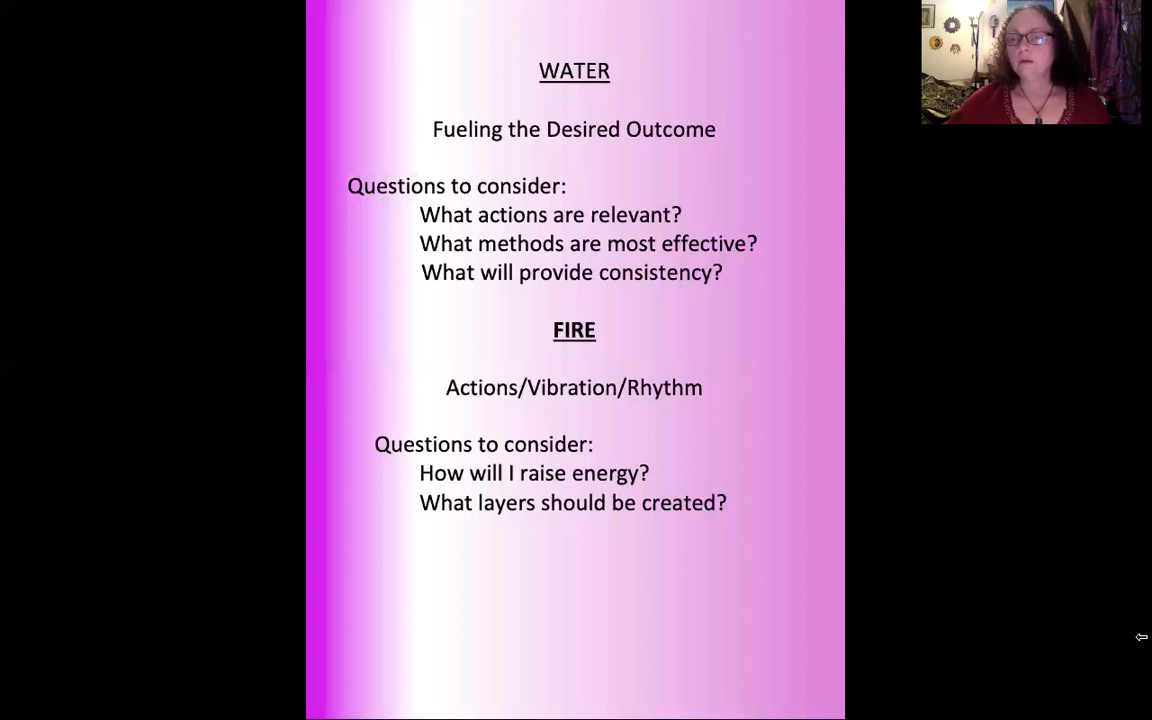 WATER
Fueling the Desired Outcome
Questions to consider:
What actions are relevant?
What methods are most effective?
What will provide consistency?
FIRE
Actions/Vibration/Rhythm
Questions to consider:
How will I raise energy?
What layers should be created?